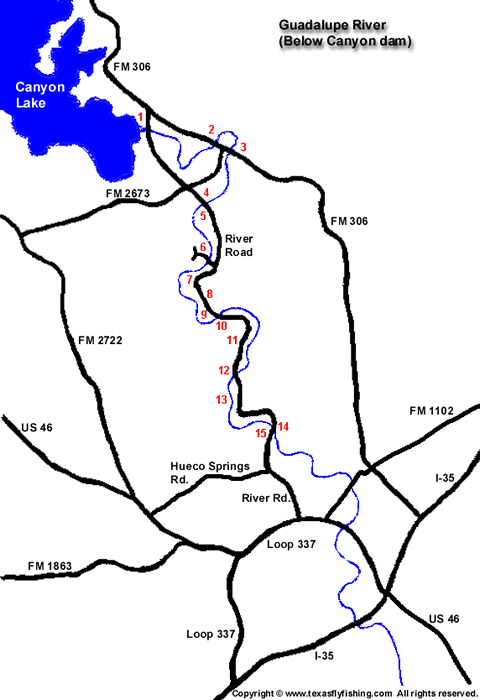 Guadalupe River
(Below Canyon dam)
FM 306
Canyon
Lake
1
2
3
FM 2673
4
5
FM 306
River
Road
6
7
8
9
10
11
FM 2722
12
13
FM 1102
14
15
US 46
Hueco Springs
Rd.
I-35
River Rd.
Loop 337
FM 1863
US 46
Loop 337
I-35
Copyright © www.texasflyfishing.com All rights reserved.